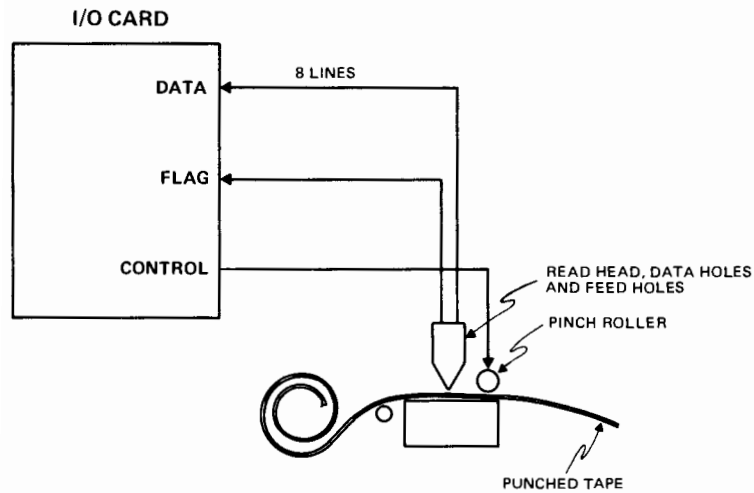 I/O CARD
DATA
8 LINES
FLAG
CONTROL
READ HEAD, DATA HOLES
AND FEED HOLES
PINCH ROLLER
PUNCHED TAPE